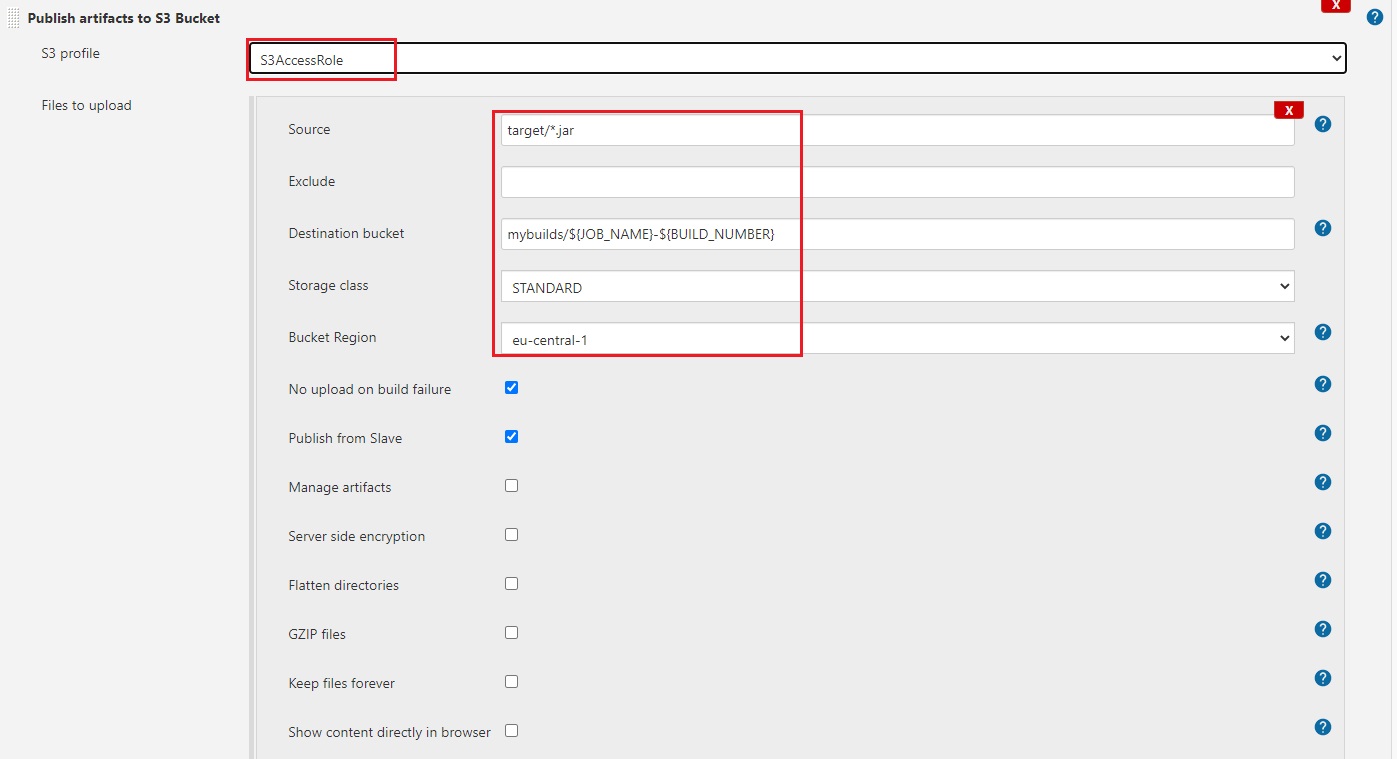 Publish artifacts to S3 Bucket
X
?
S3 profile
S3AccessRole
Files to upload
X
Source
target/*.jar
?
Exclude
Destination bucket
mybuilds/${JOB_NAME}-${BUILD_NUMBER}
?
Storage class
STANDARD
Bucket Region
eu-central-1
?
No upload on build failure
?
Publish from Slave
?
Manage artifacts
?
Server side encryption
?
Flatten directories
?
GZIP files
?
Keep files forever
?
Show content directly in browser
?